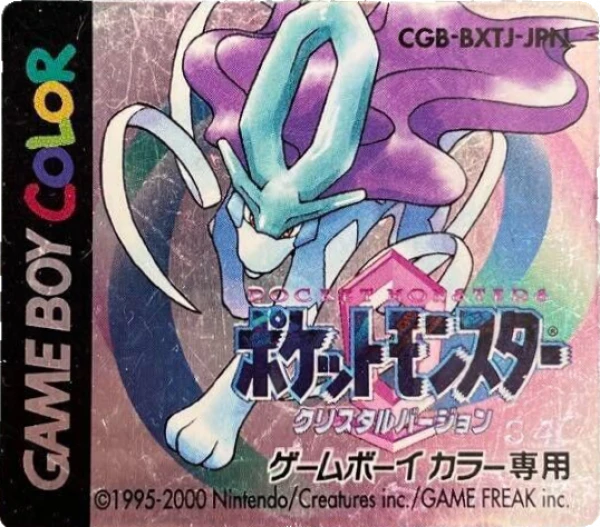 CGB-BXTJ-JPN
GAME BOY COLOR
POCKET MONSTERS
ポケットモンスター®
クリスタルバージョン
ゲームボーイ カラー専用
©1995-2000 Nintendo/Creatures inc./GAME FREAK inc.